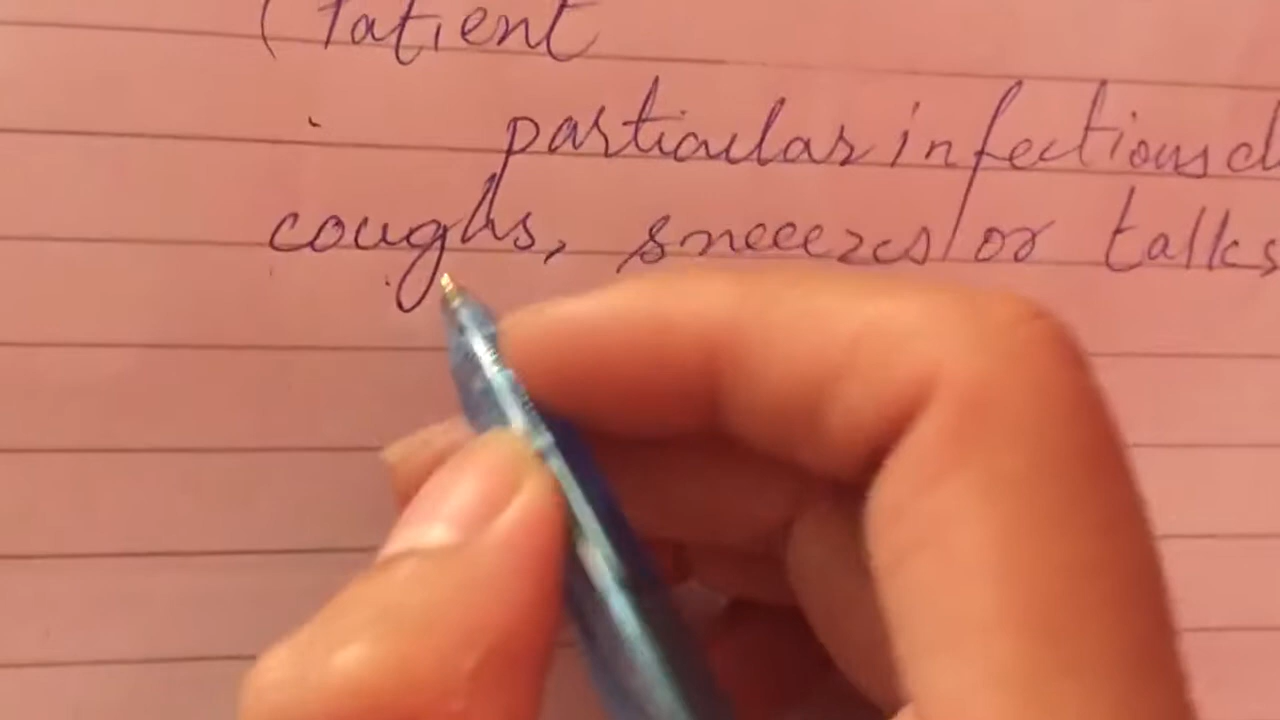 (Patient
particular infectious d
coughs, sneeezes/ or talks